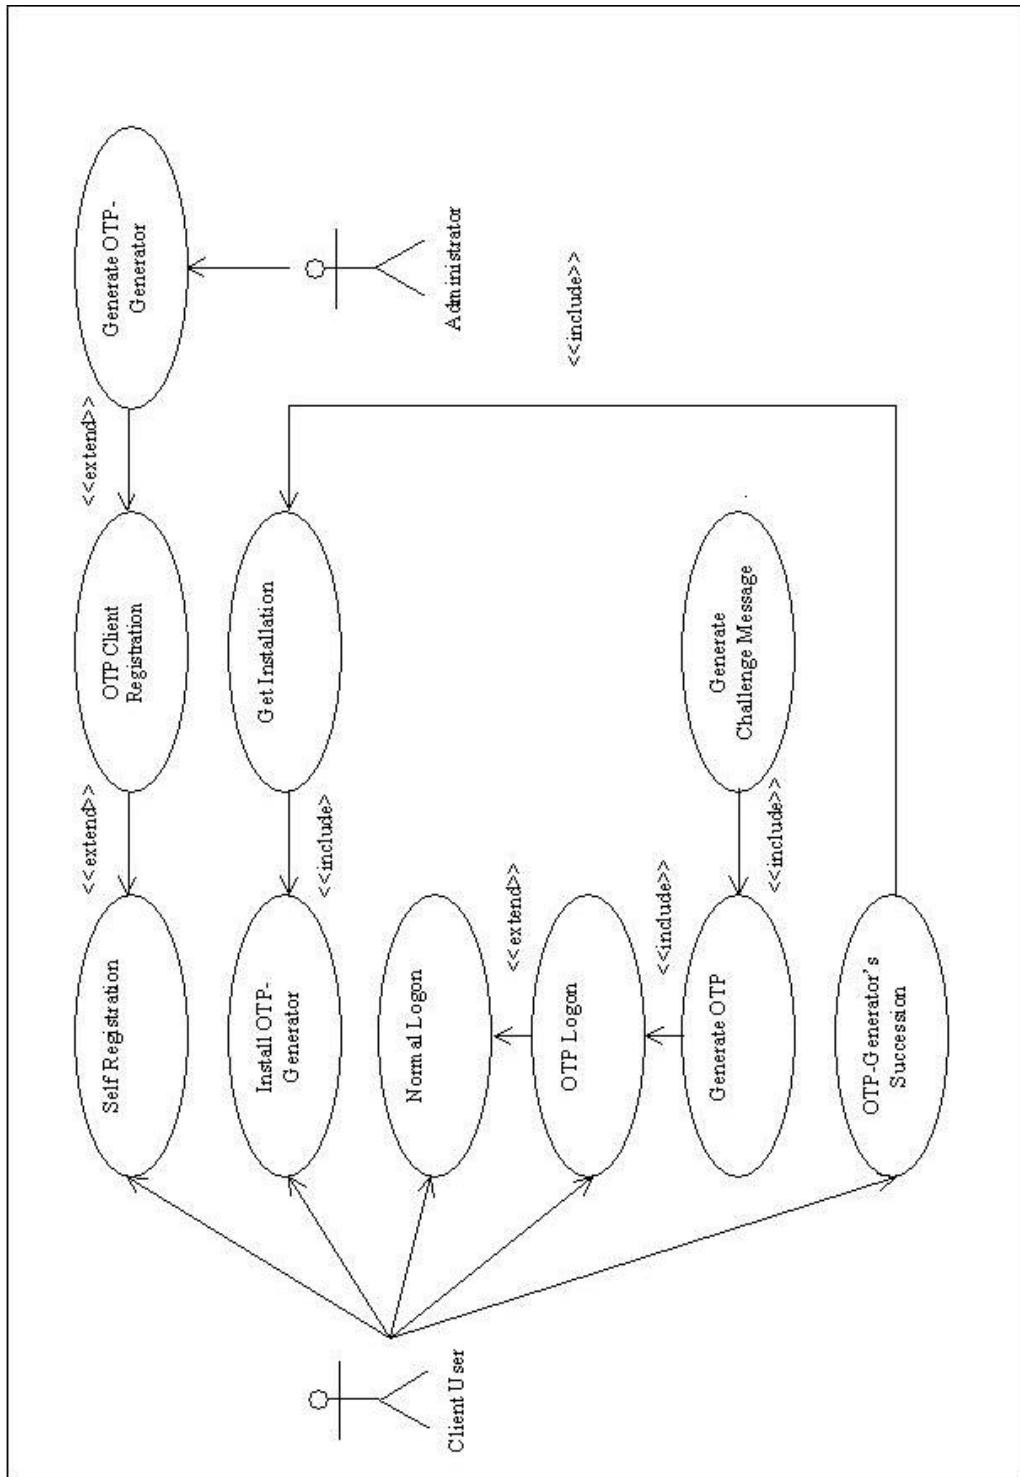 Self Registration
<<extend>>
OTP Client
Registration
<<extend>>
Generate OTP-
Generator
Install OTP-
Generator
<<include>
Get Installation
Normal Logon
Administrator
Client User
<<extend>>
OTP Logon
<<include>>
<<include>>
Generate OTP
<<include>>
Generate
Challenge Message
OTP-Generator's
Succession